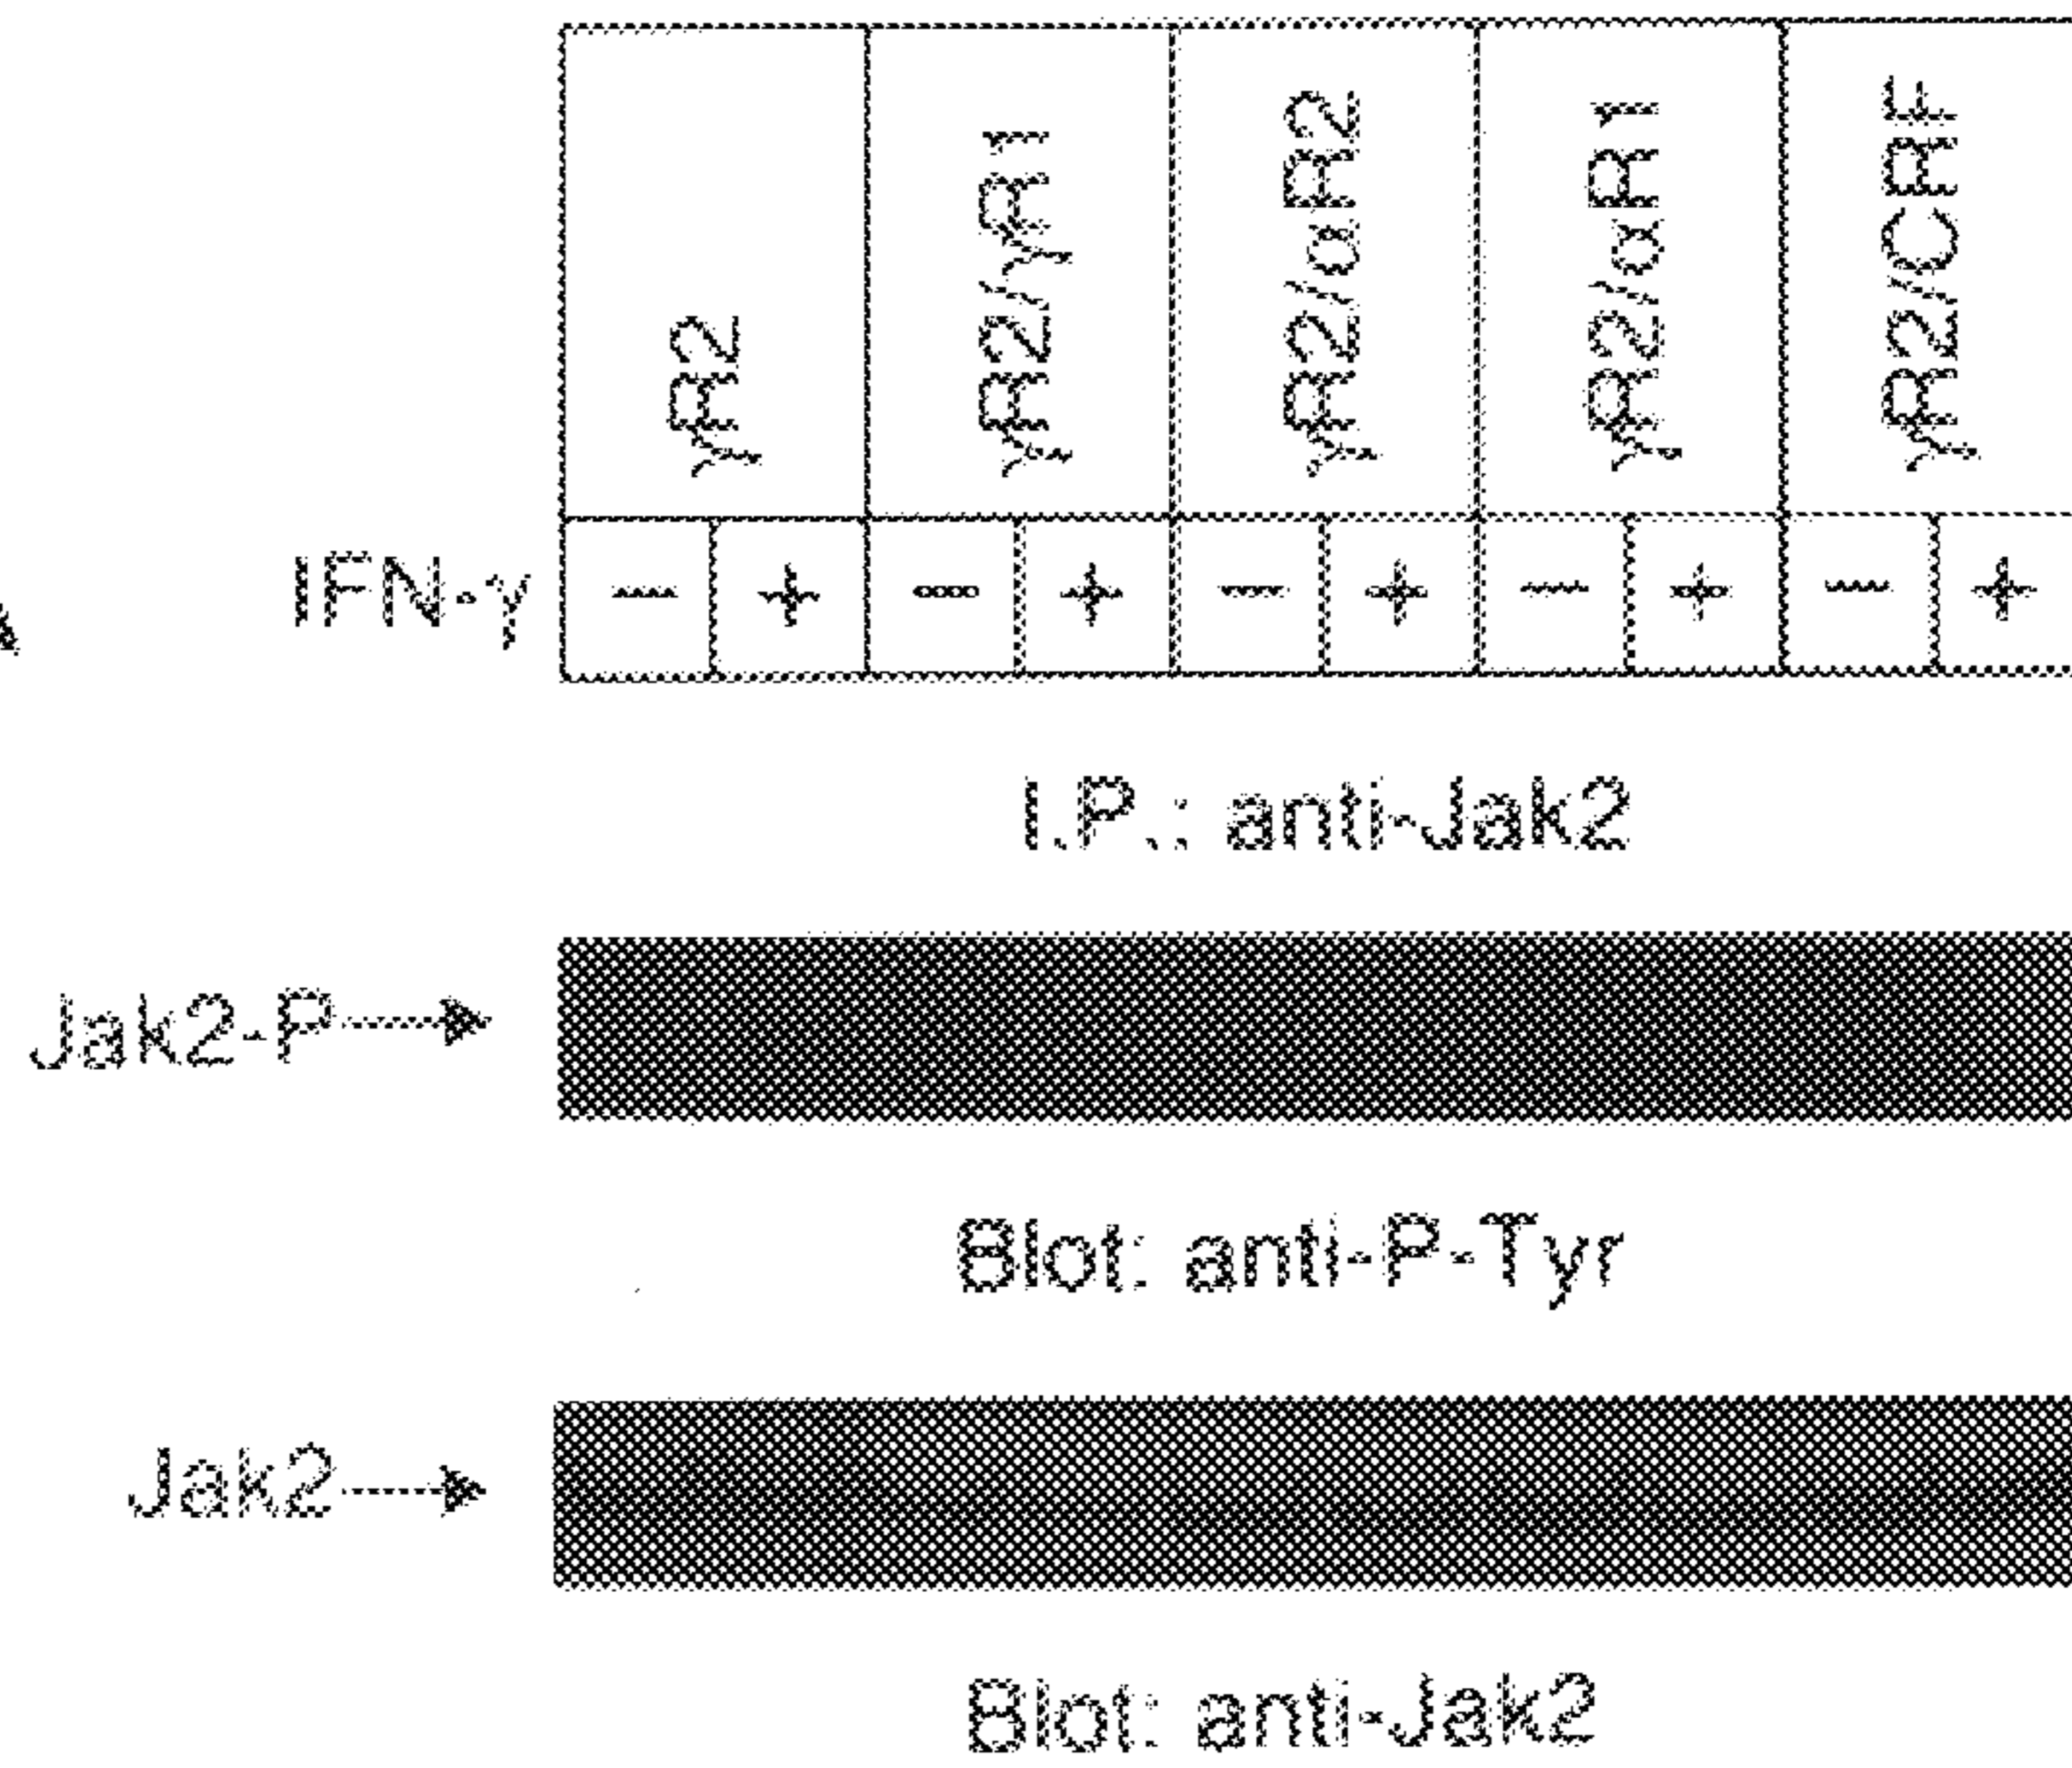 γR2 γR2/γR1 γR2/αR2 γR2/αR1 γR2/CRF
IFN-γ − + − + − + − + − +
I.P.: anti-Jak2
Jak2-P
Blot: anti-P-Tyr
Jak2
Blot: anti-Jak2